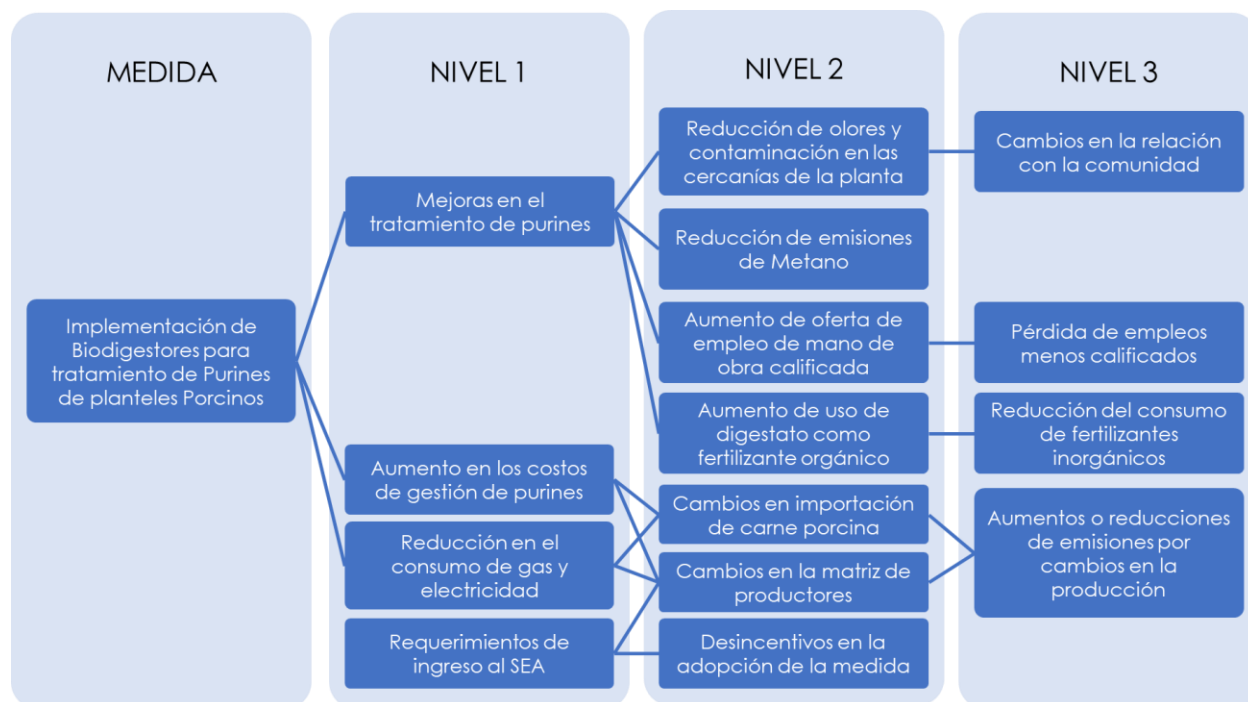 MEDIDA
Implementación de
Biodigestores para
tratamiento de Purines
de planteles Porcinos
NIVEL 1
Mejoras en el
tratamiento de purines
Aumento en los costos
de gestión de purines
Reducción en el
consumo de gas y
electricidad
Requerimientos de
ingreso al SEA
NIVEL 2
Reducción de olores y
contaminación en las
cercanías de la planta
Reducción de emisiones
de Metano
Aumento de oferta de
empleo de mano de
obra calificada
Aumento de uso de
digestato como
fertilizante orgánico
Cambios en importación
de carne porcina
Cambios en la matriz de
productores
Desincentivos en la
adopción de la medida
NIVEL 3
Cambios en la relación
con la comunidad
Pérdida de empleos
menos calificados
Reducción del consumo
de fertilizantes
inorgánicos
Aumentos o reducciones
de emisiones por
cambios en la
producción